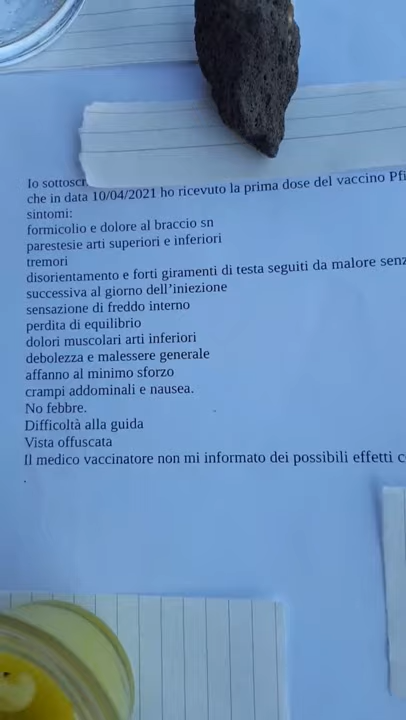 Io sottoscr
che in data 10/04/2021 ho ricevuto la prima dose del vaccino Pfi
sintomi:
formicolio e dolore al braccio sn
parestesie arti superiori e inferiori
tremori
disorientamento e forti giramenti di testa seguiti da malore senz
successiva al giorno dell'iniezione
sensazione di freddo interno
perdita di equilibrio
dolori muscolari arti inferiori
debolezza e malessere generale
affanno al minimo sforzo
crampi addominali e nausea.
No febbre.
Difficoltà alla guida
Vista offuscata
Il medico vaccinatore non mi informato dei possibili effetti c
.